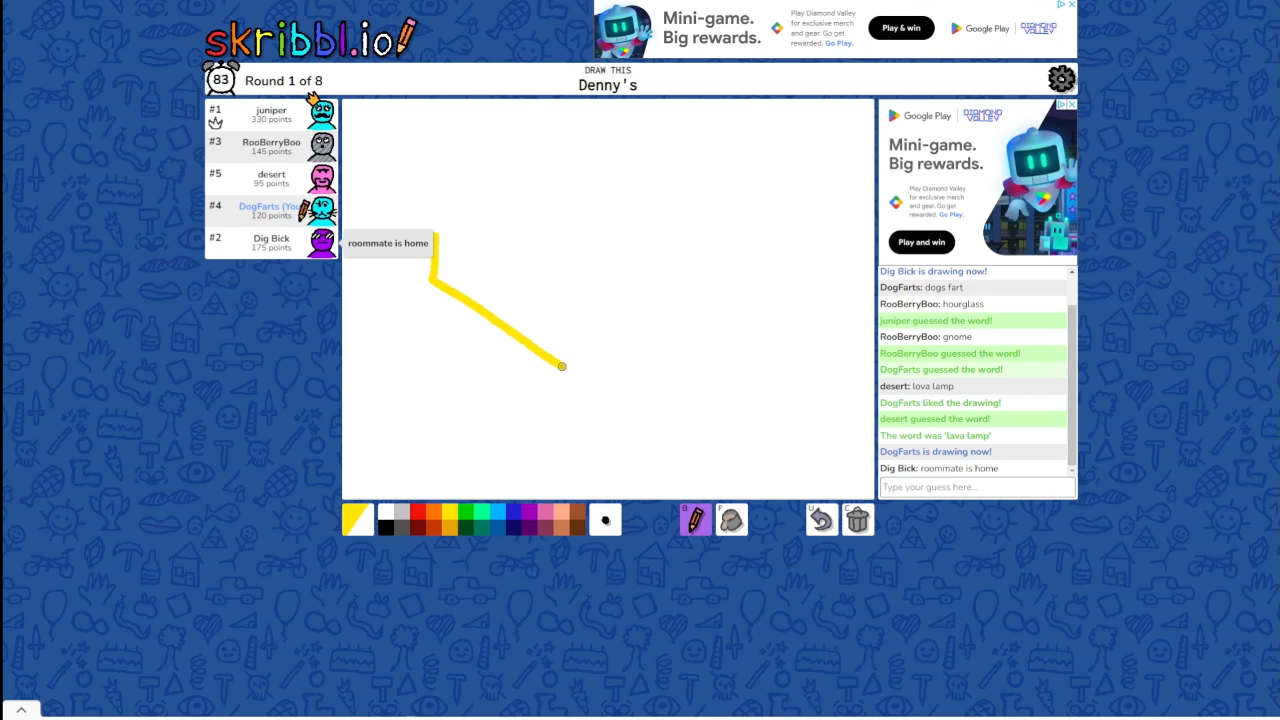 skribbl.io
Mini-game.
Big rewards.
Play Diamond Valley
for exclusive merch
and gear. Go get
rewarded. Go Play.
Play & win
Google Play
DIAMOND
VALLEY
83
Round 1 of 8
DRAW THIS
Denny's
#1
juniper
330 points
#3
RooBerryBoo
145 points
#5
desert
95 points
#4
DogFarts (You
120 points
#2
Dig Bick
175 points
roommate is home
Google Play
DIAMOND
VALLEY
Mini-game.
Big rewards.
Play Diamond Valley
for exclusive merch
and gear. Go get
rewarded. Go Play.
Play and win
Dig Bick is drawing now!
DogFarts: dogs fart
RooBerryBoo: hourglass
juniper guessed the word!
RooBerryBoo: gnome
RooBerryBoo guessed the word!
DogFarts guessed the word!
desert: lova lamp
DogFarts liked the drawing!
desert guessed the word!
The word was 'lava lamp'
DogFarts is drawing now!
Dig Bick: roommate is home
Type your guess here...
B
F
U
C